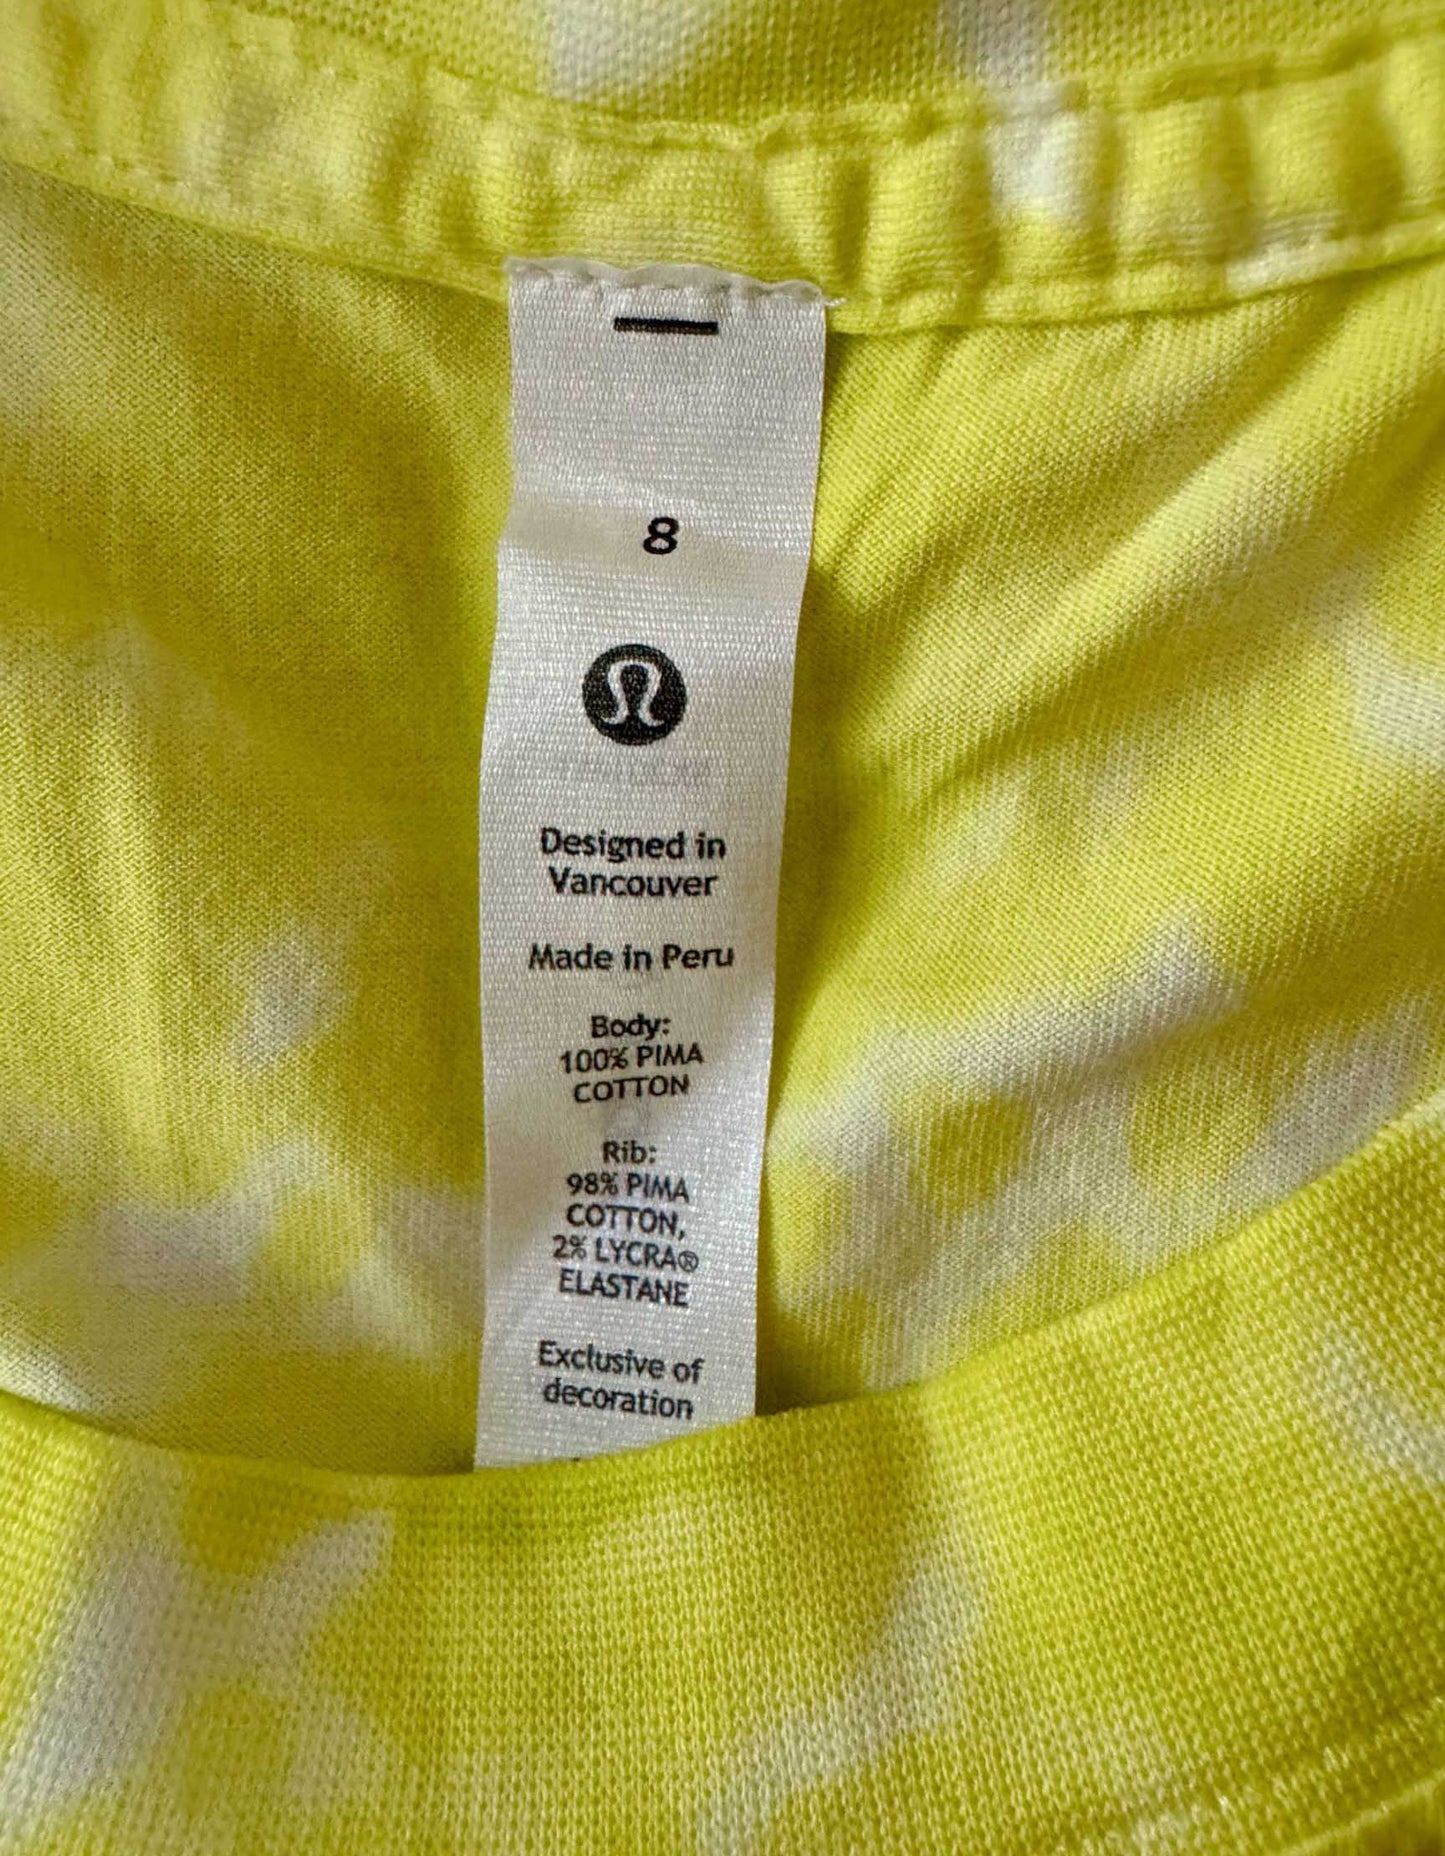 8
Designed in
Vancouver
Made in Peru
Body:
100% PIMA
COTTON
Rib:
98% PIMA
COTTON,
2% LYCRA®
ELASTANE
Exclusive of
decoration